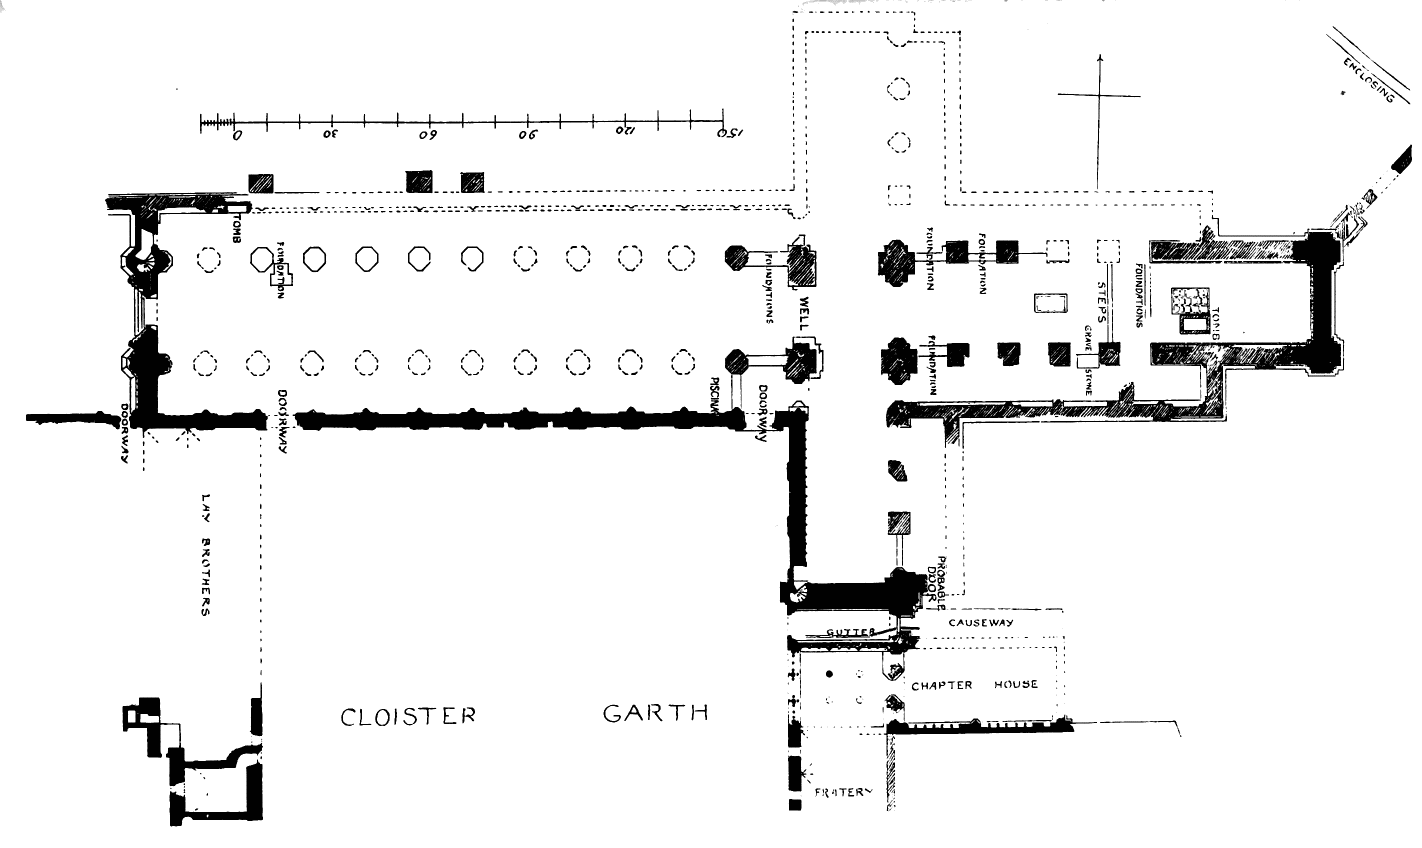 ENCLOSING
0 30 60 90 120 150
TOMB
FOUNDATION
FOUNDATIONS
WELL
FOUNDATION
FOUNDATION
STEPS
FOUNDATIONS
TOMB
GRAVE STONE
FOUNDATION
PISCINA
DOORWAY
DOORWAY
DOORWAY
LAY BROTHERS
PROBABLE
DOOR
GUTTER
CAUSEWAY
CHAPTER HOUSE
CLOISTER GARTH
FRATERY